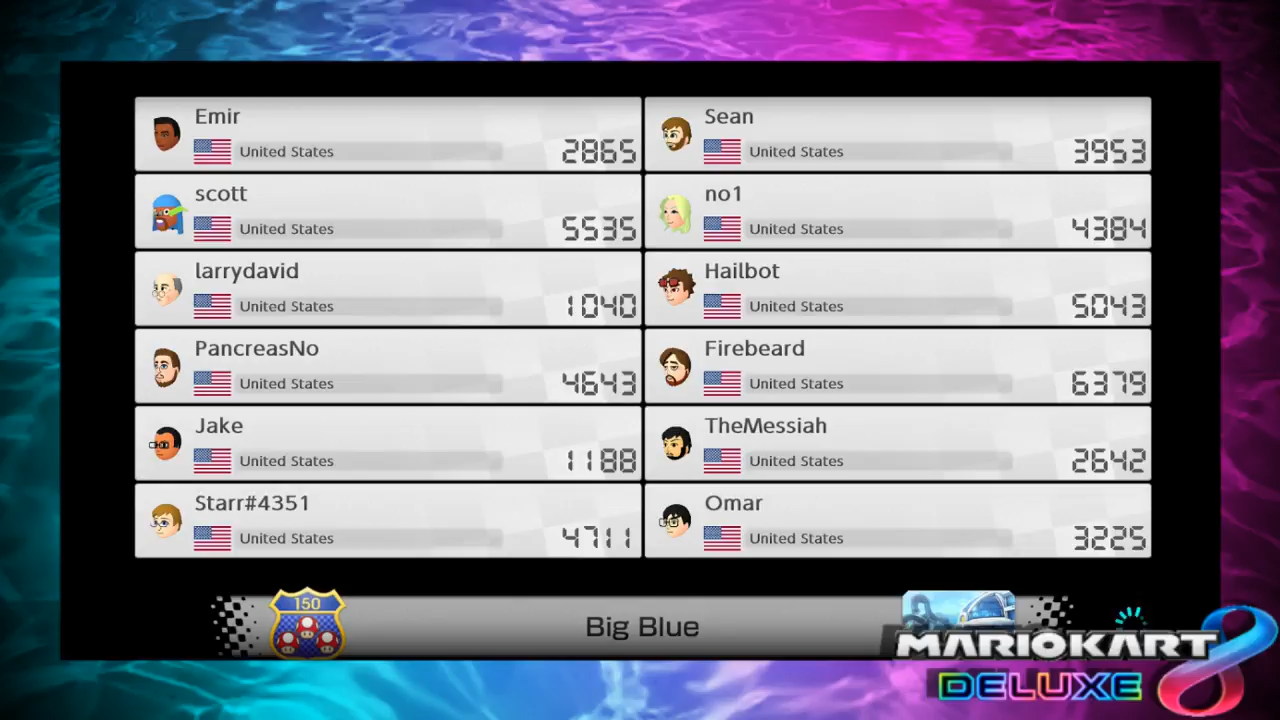 Emir
United States 2865
Sean
United States 3953
scott
United States 5535
no1
United States 4384
larrydavid
United States 1040
Hailbot
United States 5043
PancreasNo
United States 4643
Firebeard
United States 6379
Jake
United States 1188
TheMessiah
United States 2642
Starr#4351
United States 4711
Omar
United States 3225
150
Big Blue
MARIOKART 8
DELUXE